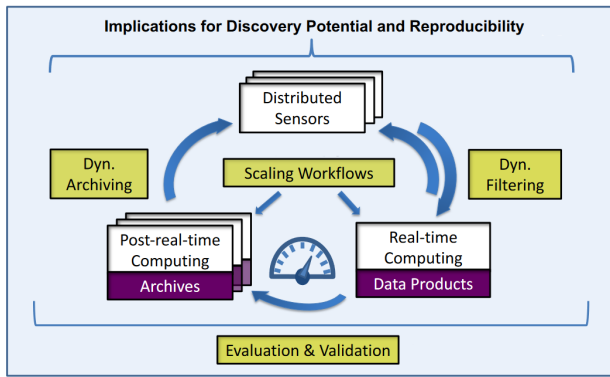 Implications for Discovery Potential and Reproducibility
Distributed
Sensors
Dyn.
Archiving
Scaling Workflows
Dyn.
Filtering
Post-real-time
Computing
Archives
Real-time
Computing
Data Products
Evaluation & Validation